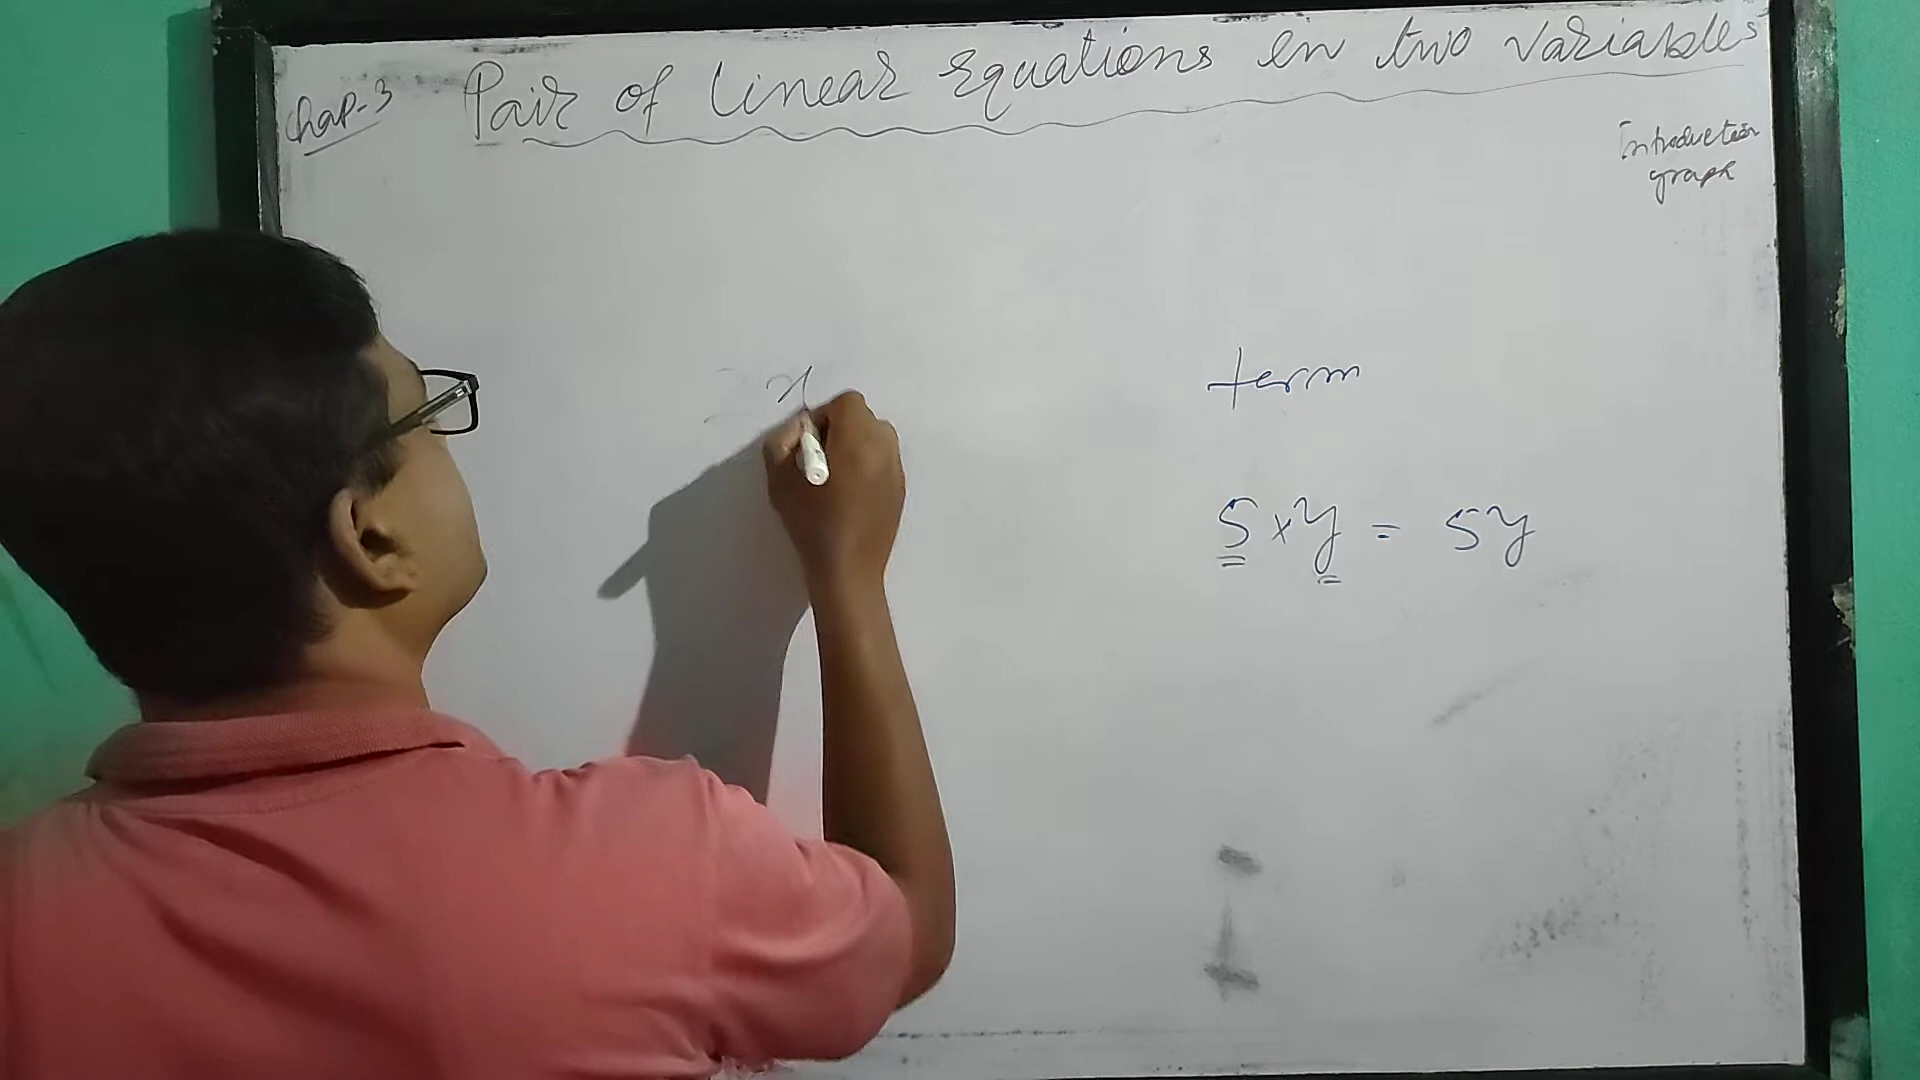 Chap-3 Pair of Linear Equations in two variables
Introduction
graph
x
term
5 × y = 5y